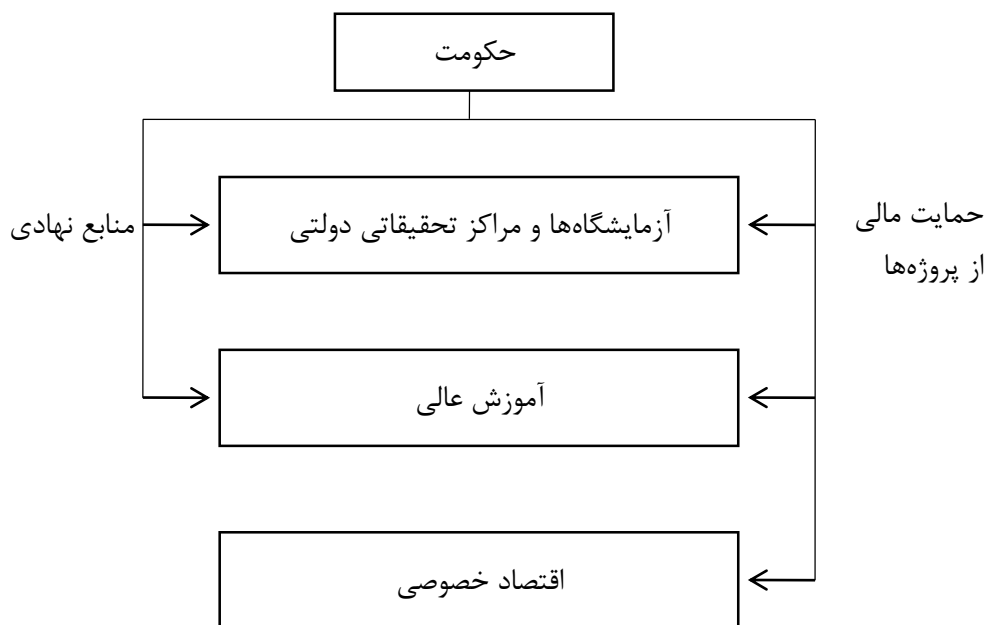 حکومت
آزمایشگاه‌ها و مراکز تحقیقاتی دولتی
حمایت مالی
از پروژه‌ها
منابع نهادی
آموزش عالی
اقتصاد خصوصی